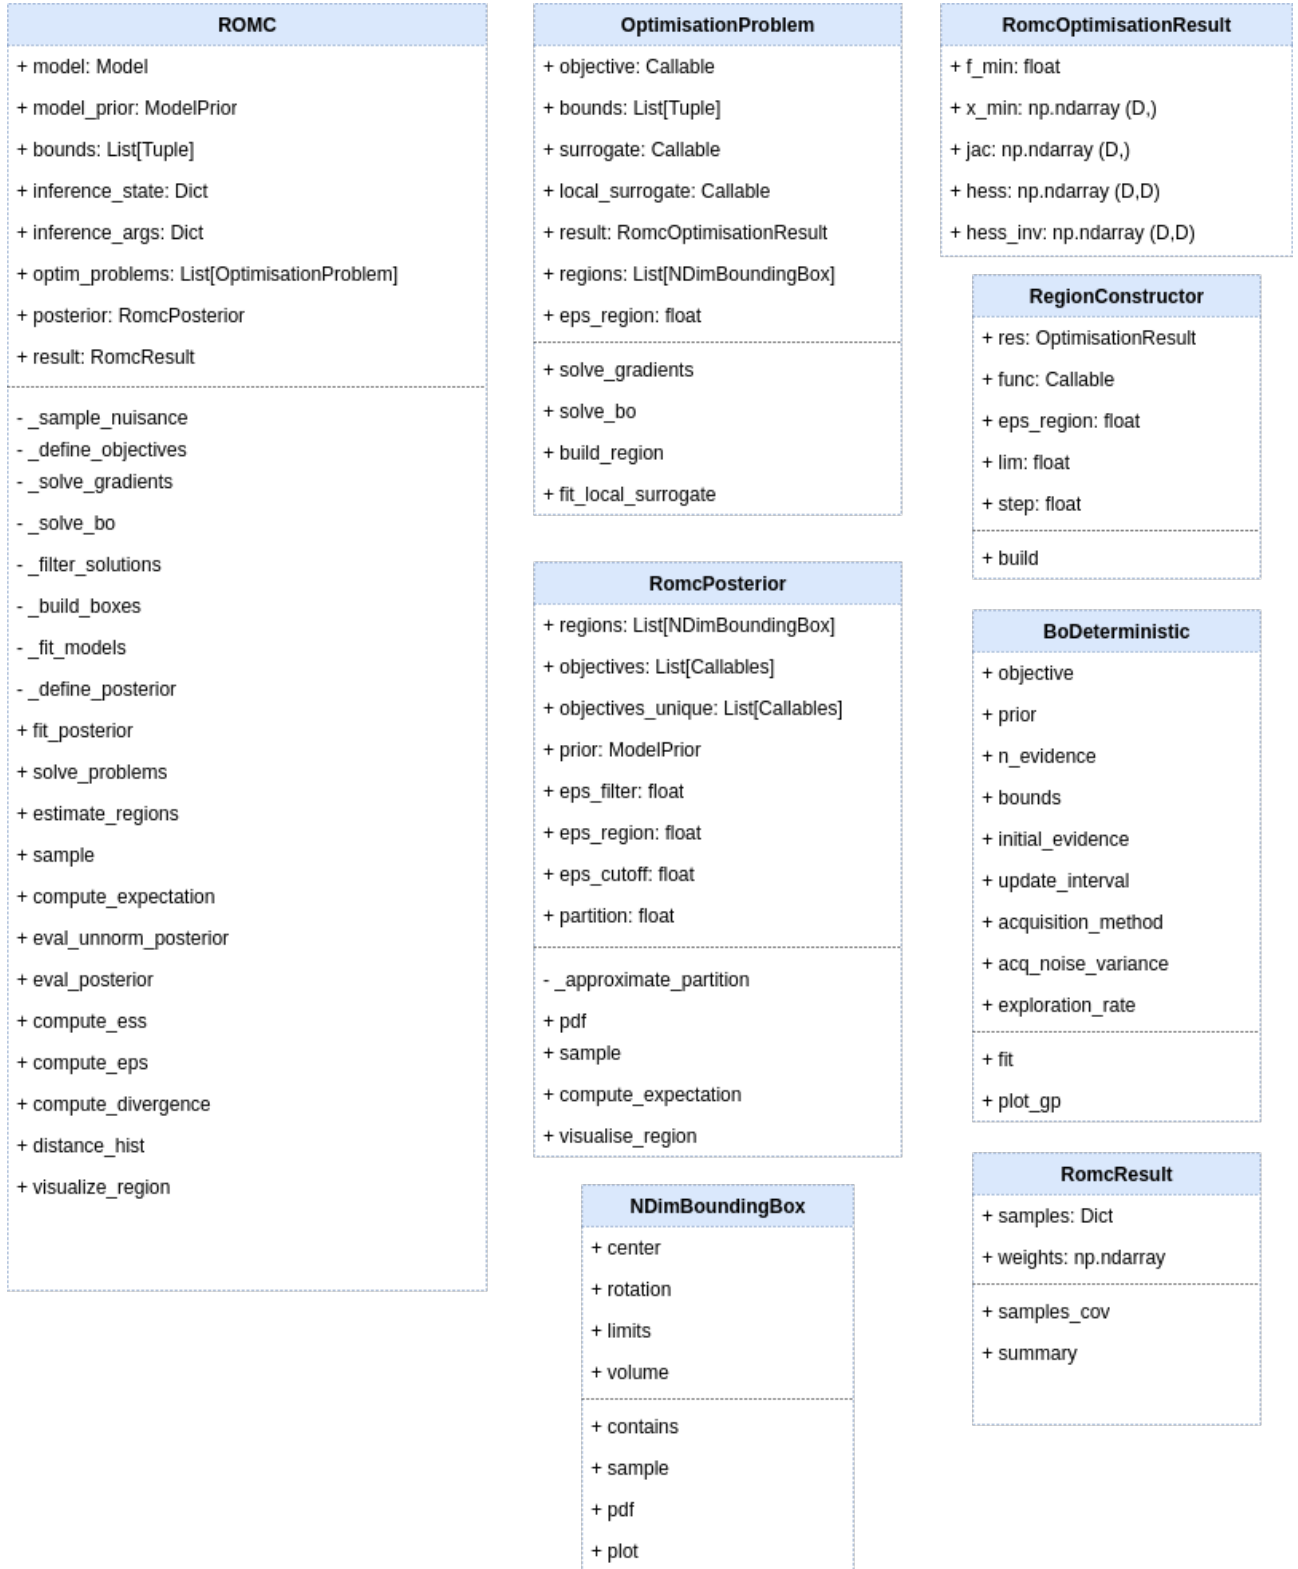 ROMC
+ model: Model
+ model_prior: ModelPrior
+ bounds: List[Tuple]
+ inference_state: Dict
+ inference_args: Dict
+ optim_problems: List[OptimisationProblem]
+ posterior: RomcPosterior
+ result: RomcResult
- _sample_nuisance
- _define_objectives
- _solve_gradients
- _solve_bo
- _filter_solutions
- _build_boxes
- _fit_models
- _define_posterior
+ fit_posterior
+ solve_problems
+ estimate_regions
+ sample
+ compute_expectation
+ eval_unnorm_posterior
+ eval_posterior
+ compute_ess
+ compute_eps
+ compute_divergence
+ distance_hist
+ visualize_region
OptimisationProblem
+ objective: Callable
+ bounds: List[Tuple]
+ surrogate: Callable
+ local_surrogate: Callable
+ result: RomcOptimisationResult
+ regions: List[NDimBoundingBox]
+ eps_region: float
+ solve_gradients
+ solve_bo
+ build_region
+ fit_local_surrogate
RomcPosterior
+ regions: List[NDimBoundingBox]
+ objectives: List[Callables]
+ objectives_unique: List[Callables]
+ prior: ModelPrior
+ eps_filter: float
+ eps_region: float
+ eps_cutoff: float
+ partition: float
- _approximate_partition
+ pdf
+ sample
+ compute_expectation
+ visualise_region
NDimBoundingBox
+ center
+ rotation
+ limits
+ volume
+ contains
+ sample
+ pdf
+ plot
RomcOptimisationResult
+ f_min: float
+ x_min: np.ndarray (D,)
+ jac: np.ndarray (D,)
+ hess: np.ndarray (D,D)
+ hess_inv: np.ndarray (D,D)
RegionConstructor
+ res: OptimisationResult
+ func: Callable
+ eps_region: float
+ lim: float
+ step: float
+ build
BoDeterministic
+ objective
+ prior
+ n_evidence
+ bounds
+ initial_evidence
+ update_interval
+ acquisition_method
+ acq_noise_variance
+ exploration_rate
+ fit
+ plot_gp
RomcResult
+ samples: Dict
+ weights: np.ndarray
+ samples_cov
+ summary